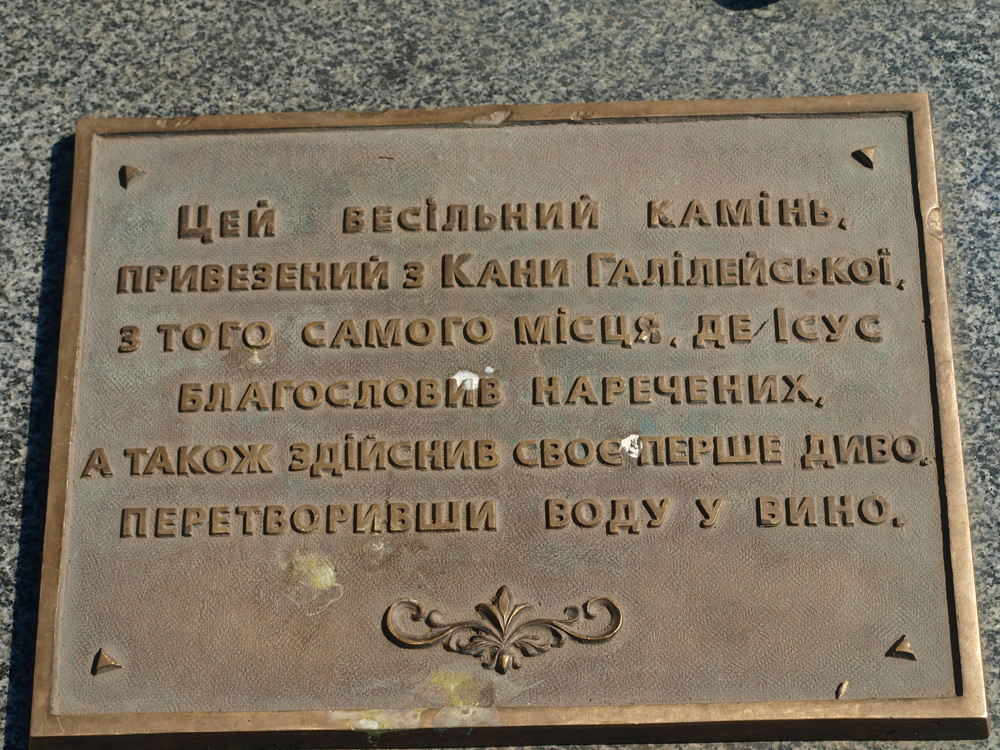 Цей весільний камінь,
привезений з Кани Галілейської,
з того самого місця, де Ієус
благословив наречених,
а також здійснив своє перше диво,
перетворивши воду у вино.